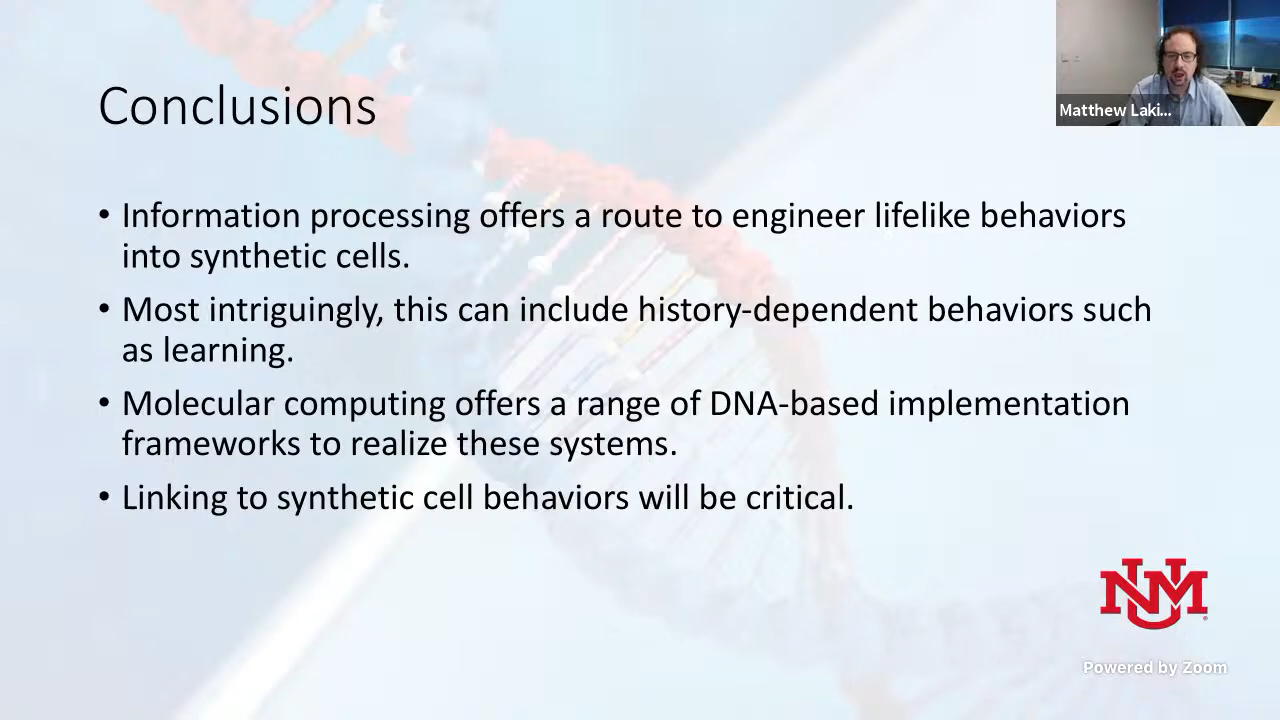 Conclusions
Matthew Laki...
• Information processing offers a route to engineer lifelike behaviors
into synthetic cells.
• Most intriguingly, this can include history-dependent behaviors such
as learning.
• Molecular computing offers a range of DNA-based implementation
frameworks to realize these systems.
• Linking to synthetic cell behaviors will be critical.
UNM
Powered by Zoom